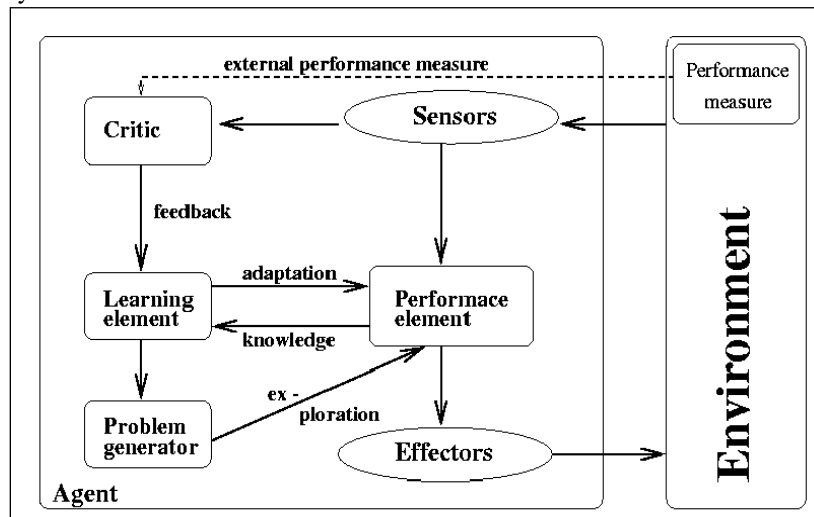 external performance measure
Performance
measure
Critic
Sensors
feedback
adaptation
Learning
element
Performace
element
knowledge
ex -
ploration
Problem
generator
Effectors
Agent
Environment